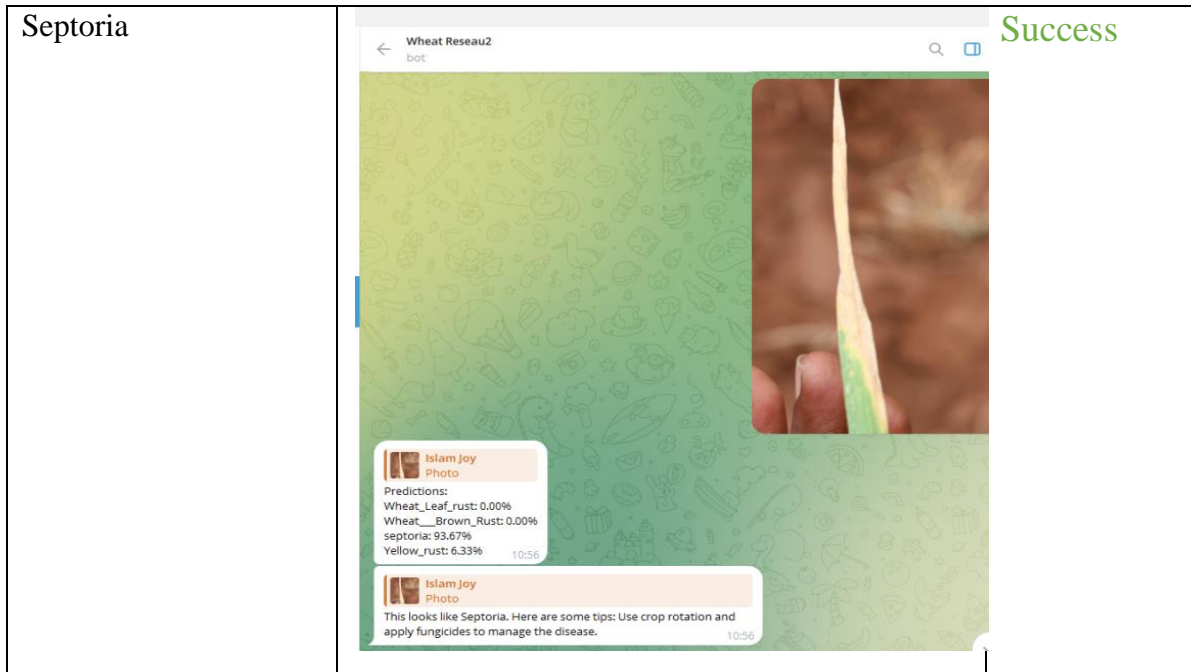 Septoria
Wheat Reseau2
bot
Success
Islam Joy
Photo
Predictions:
Wheat_Leaf_rust: 0.00%
Wheat___Brown_Rust: 0.00%
septoria: 93.67%
Yellow_rust: 6.33%
10:56
Islam Joy
Photo
This looks like Septoria. Here are some tips: Use crop rotation and
apply fungicides to manage the disease.
10:56